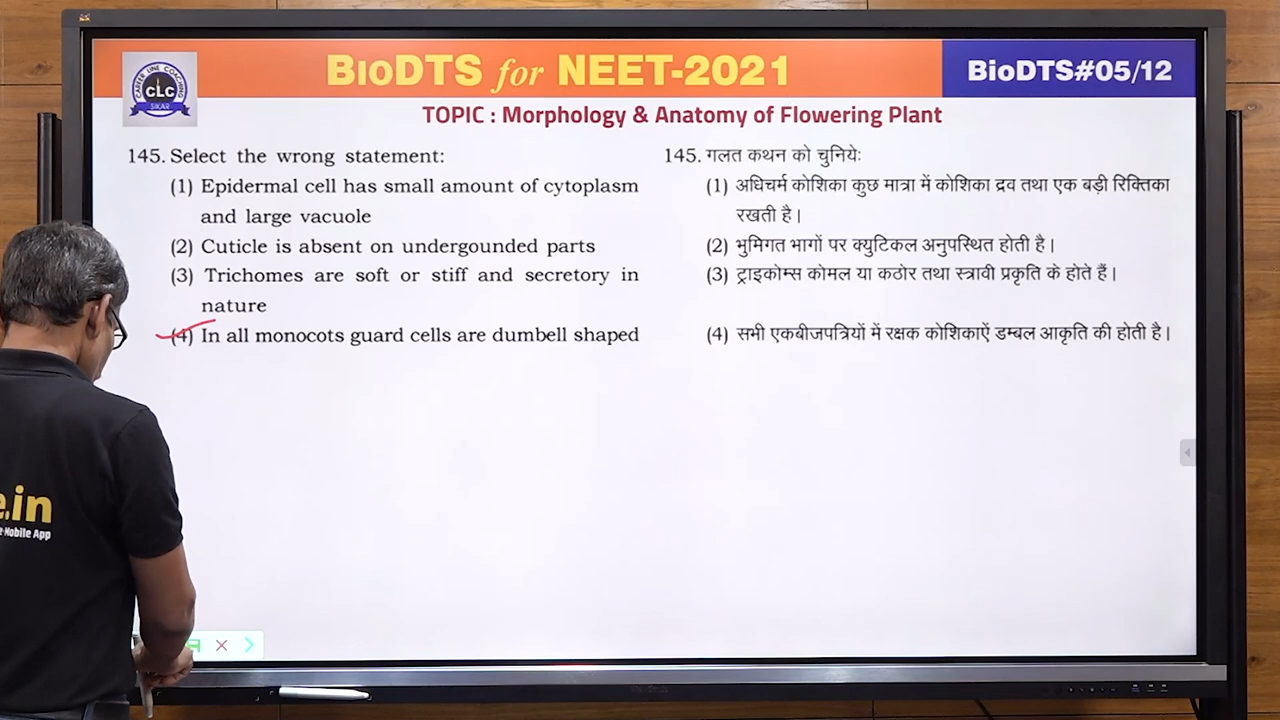 BIODTS for NEET-2021
BioDTS#05/12
CAREER LINE COACHING
CLC
SIKAR
TOPIC : Morphology & Anatomy of Flowering Plant
145. Select the wrong statement:
(1) Epidermal cell has small amount of cytoplasm
and large vacuole
(2) Cuticle is absent on undergounded parts
(3) Trichomes are soft or stiff and secretory in
nature
(4) In all monocots guard cells are dumbell shaped
145. गलत कथन को चुनियेः
(1) अधिचर्म कोशिका कुछ मात्रा में कोशिका द्रव तथा एक बड़ी रिक्तिका
रखती है।
(2) भुमिगत भागों पर क्युटिकल अनुपस्थित होती है।
(3) ट्राइकोम्स कोमल या कठोर तथा स्त्रावी प्रकृति के होते हैं।
(4) सभी एकबीजपत्रियों में रक्षक कोशिकाऐं डम्बल आकृति की होती है।
e.in
e Mobile App